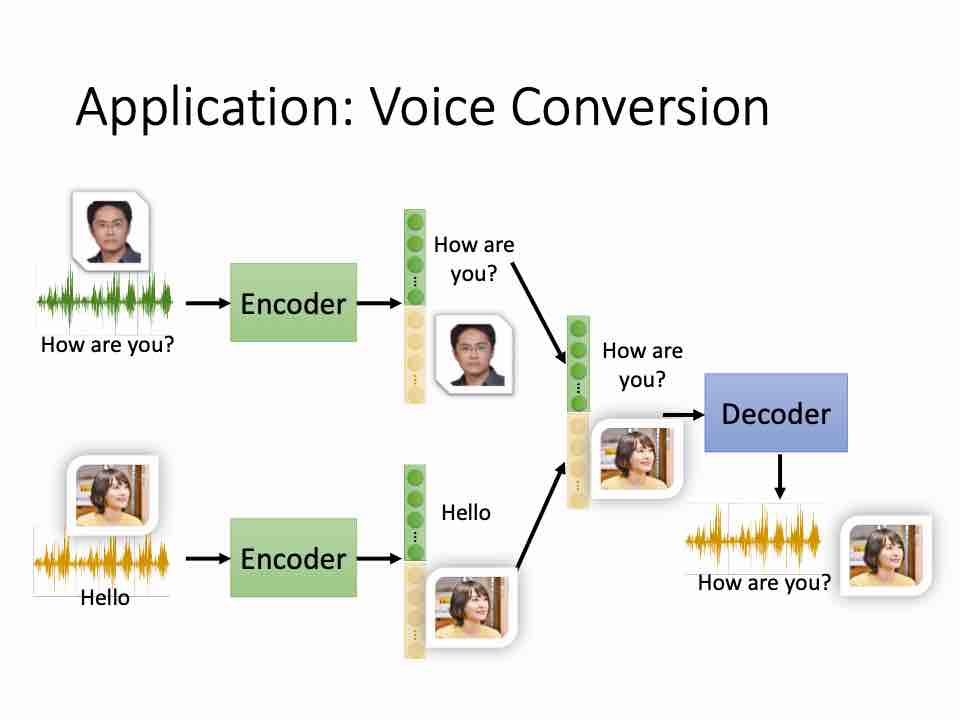 Application: Voice Conversion
How are you?
Encoder
How are
you?
How are
you?
Decoder
Hello
Encoder
Hello
How are you?